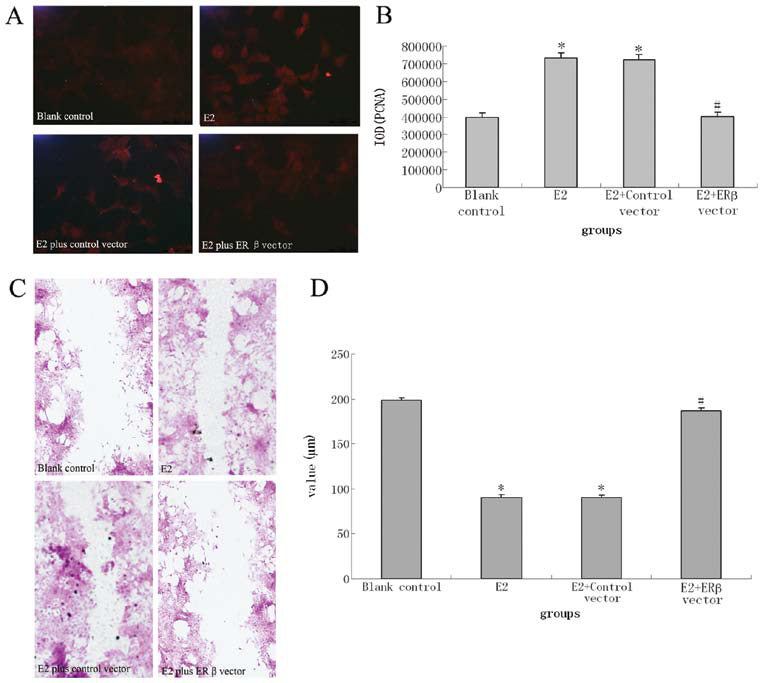 A
Blank control
E2
E2 plus control vector
E2 plus ER β vector
B
800000
700000
600000
500000
400000
300000
200000
100000
0
IOD(PCNA)
*
*
#
Blank control
E2
E2+Control vector
E2+ERβ vector
groups
C
Blank control
E2
E2 plus control vector
E2 plus ER β vector
D
250
200
150
100
50
0
value (μm)
*
*
#
Blank control
E2
E2+Control vector
E2+ERβ vector
groups